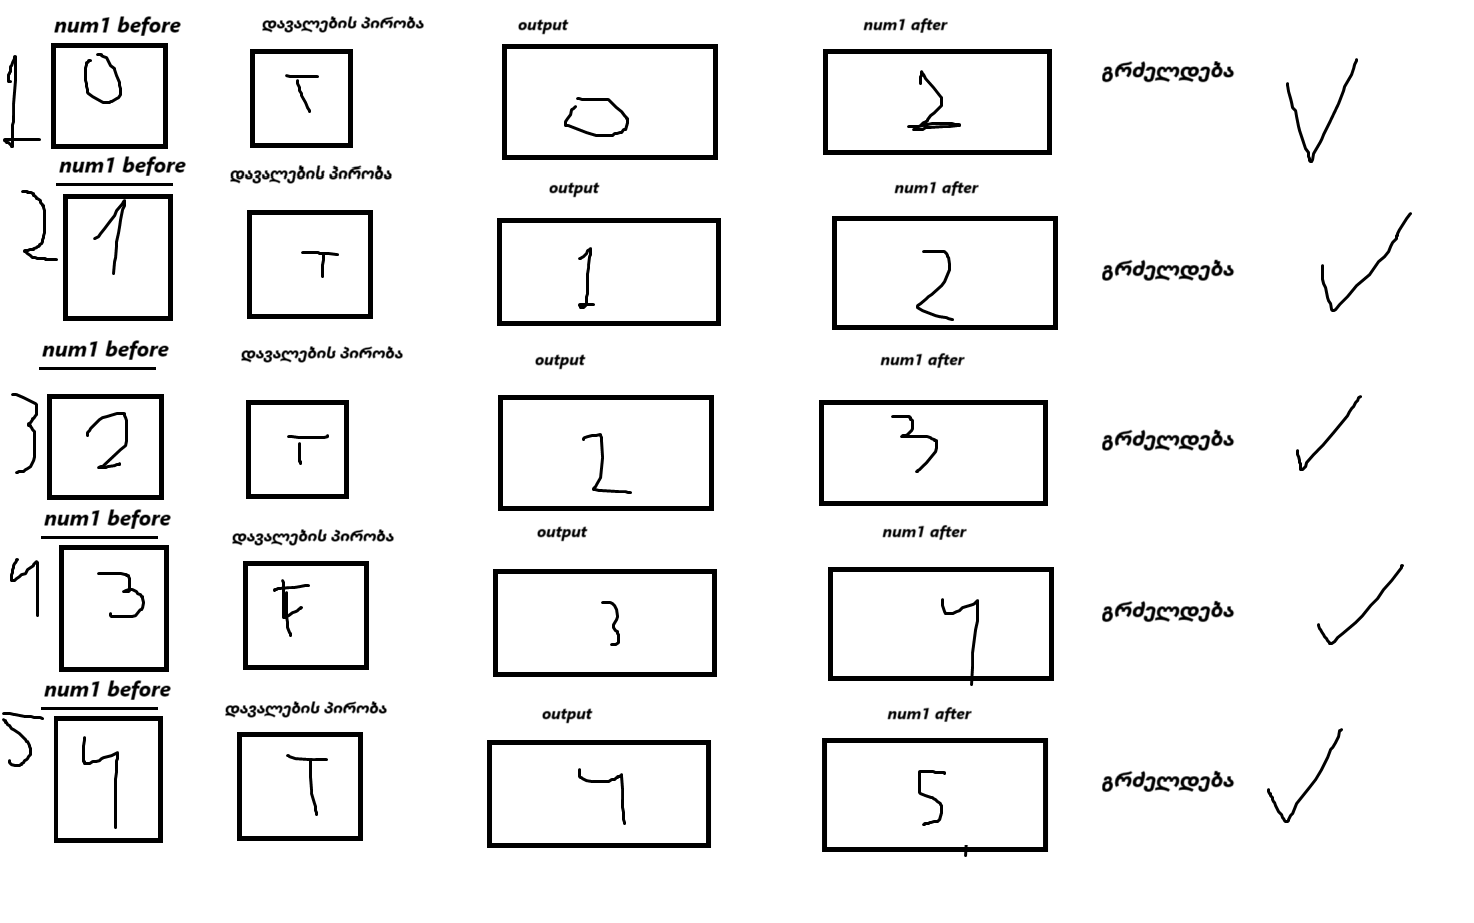 num1 before დავალების პირობა output num1 after
1 0 T 0 2 გრძელდება
num1 before დავალების პირობა output num1 after
2 1 T 1 2 გრძელდება
num1 before დავალების პირობა output num1 after
3 2 T 2 3 გრძელდება
num1 before დავალების პირობა output num1 after
4 3 3 4 გრძელდება
num1 before დავალების პირობა output num1 after
5 4 T 4 5 გრძელდება